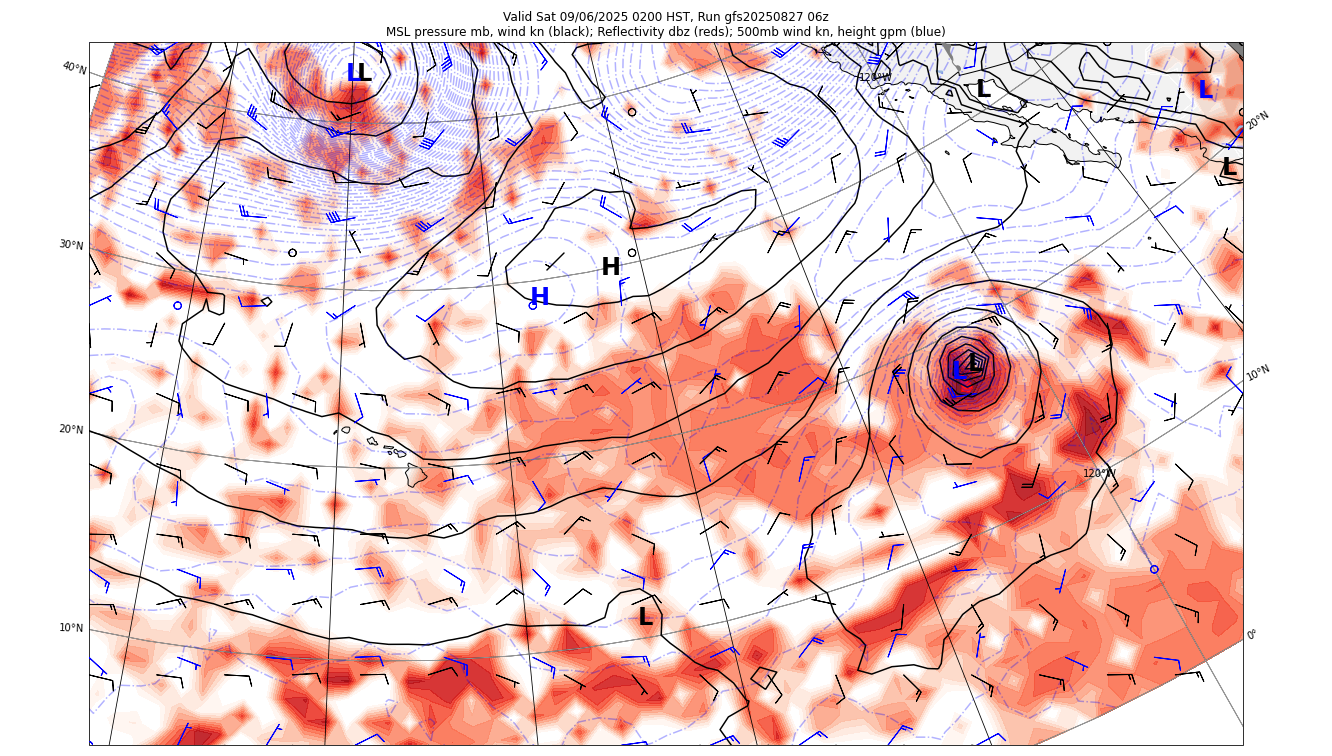 Valid Sat 09/06/2025 0200 HST, Run gfs20250827 06z
MSL pressure mb, wind kn (black); Reflectivity dbz (reds); 500mb wind kn, height gpm (blue)
40°N
L L
120°W
L
L
20°N
L
30°N
H
H
L L
10°N
20°N
120°W
L
10°N
0°